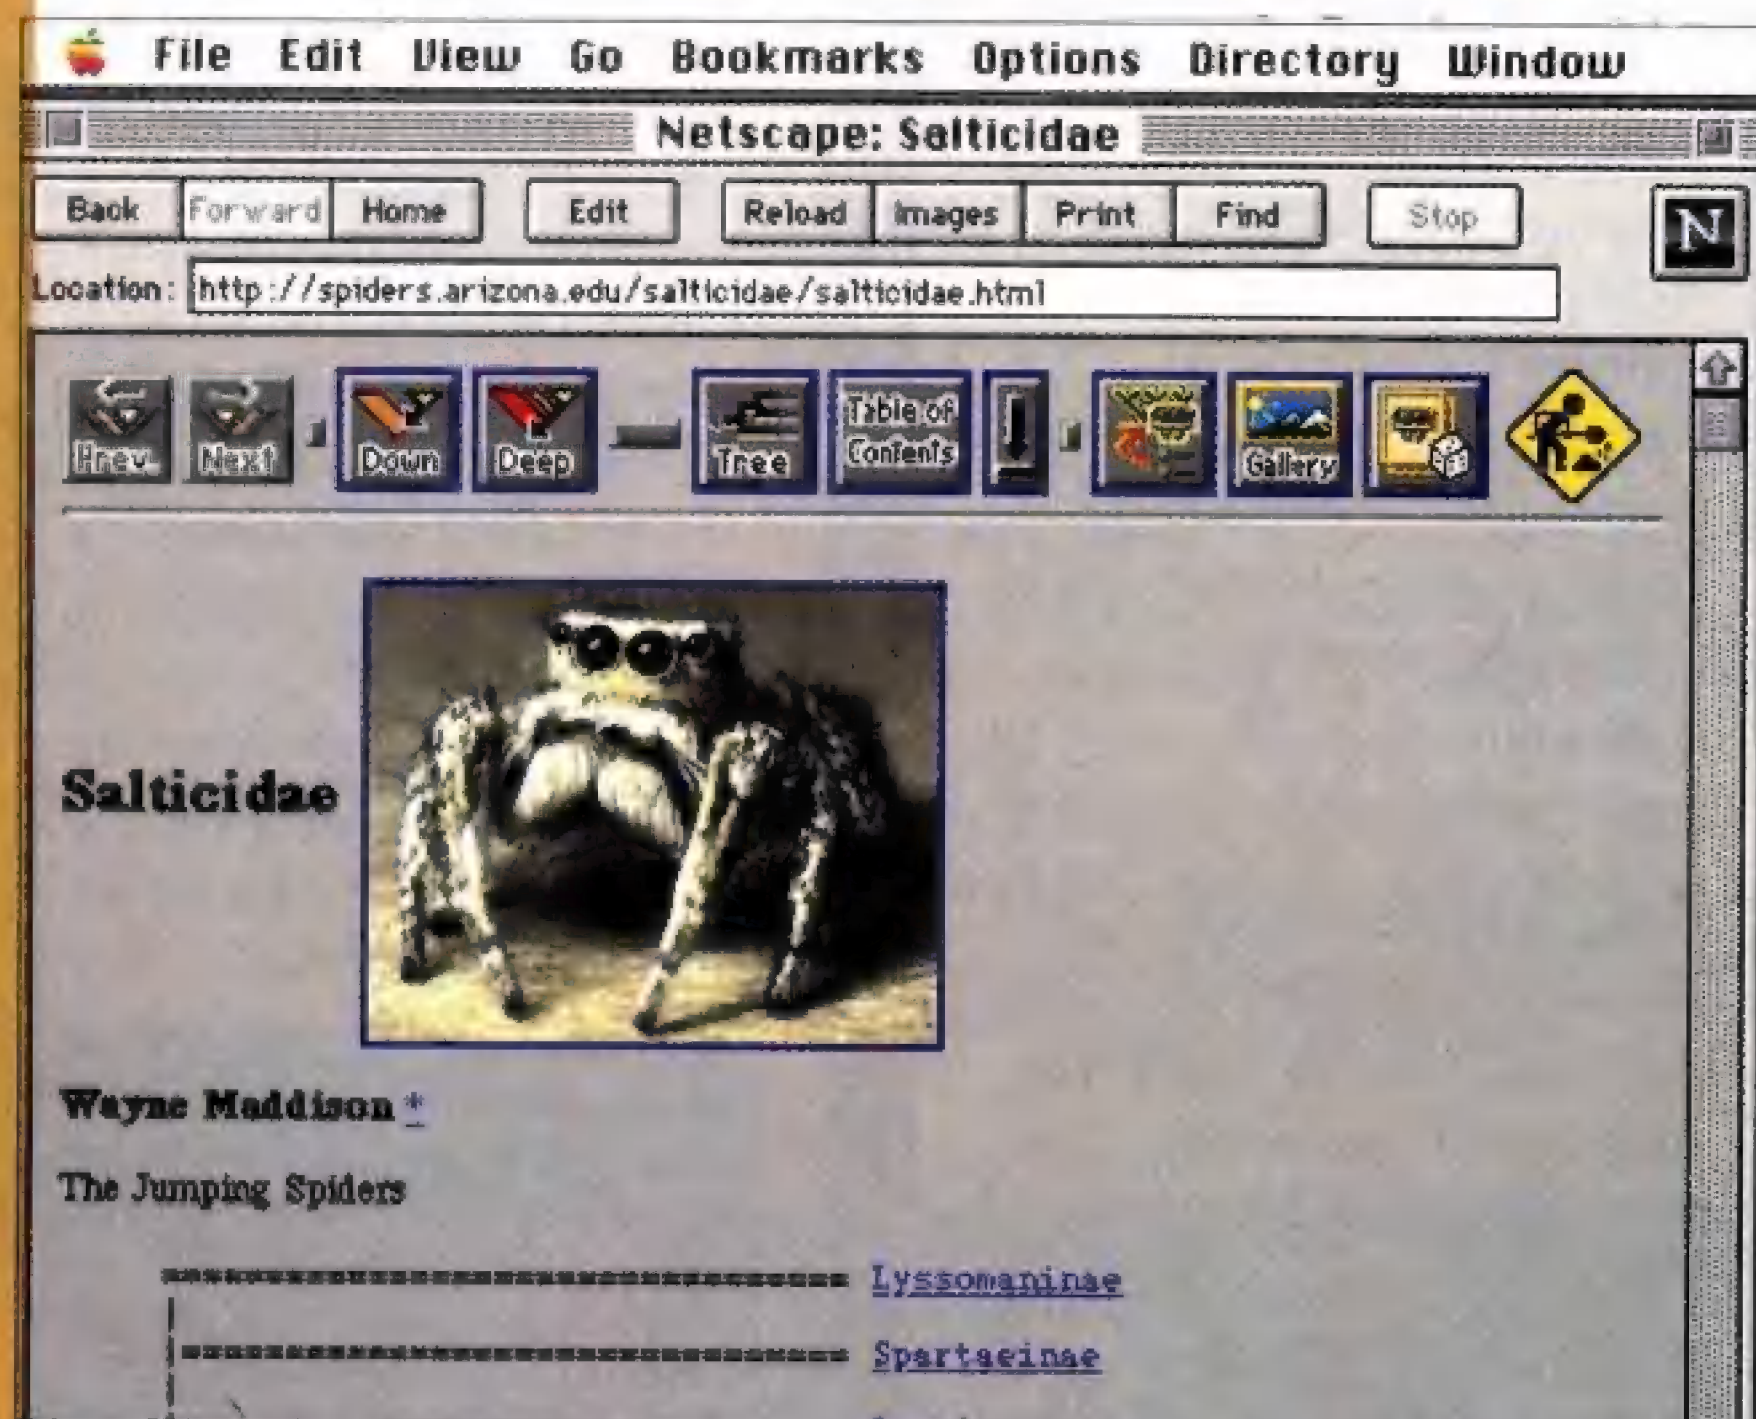 File Edit View Go Bookmarks Options Directory Window
Netscape: Salticidae
Back Forward Home Edit Reload Images Print Find Stop
N
Location: http://spiders.arizona.edu/salticidae/salticidae.html
Prev. Next Down Deep Tree Table of Contents Gallery
Salticidae
Wayne Maddison *
The Jumping Spiders
Lyssomaninae
Spartaeinae